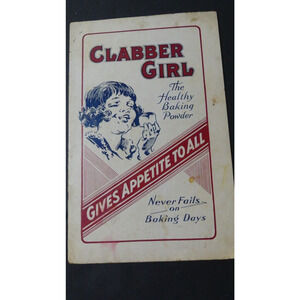 CLABBER
GIRL
The
Healthy
Baking
Powder
GIVES APPETITE TO ALL
Never Fails
on
Baking Days